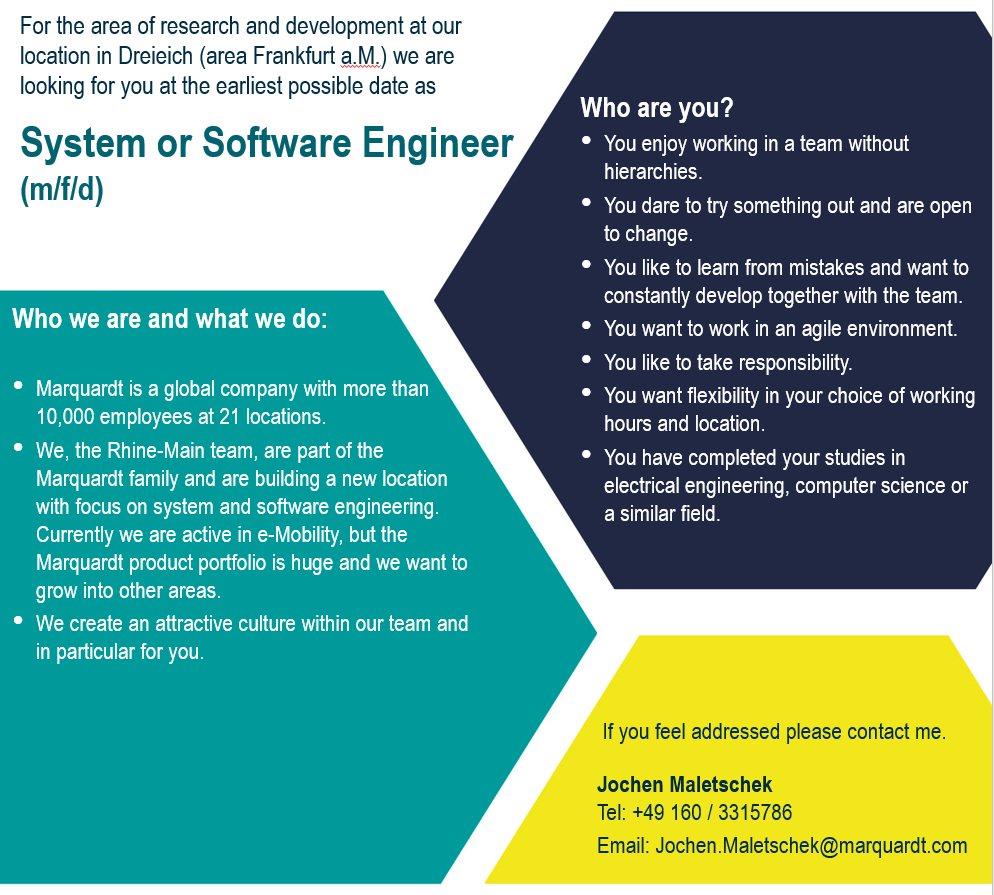 For the area of research and development at our
location in Dreieich (area Frankfurt a.M.) we are
looking for you at the earliest possible date as
System or Software Engineer
(m/f/d)
Who we are and what we do:
• Marquardt is a global company with more than
10,000 employees at 21 locations.
• We, the Rhine-Main team, are part of the
Marquardt family and are building a new location
with focus on system and software engineering.
Currently we are active in e-Mobility, but the
Marquardt product portfolio is huge and we want to
grow into other areas.
• We create an attractive culture within our team and
in particular for you.
Who are you?
• You enjoy working in a team without
hierarchies.
• You dare to try something out and are open
to change.
• You like to learn from mistakes and want to
constantly develop together with the team.
• You want to work in an agile environment.
• You like to take responsibility.
• You want flexibility in your choice of working
hours and location.
• You have completed your studies in
electrical engineering, computer science or
a similar field.
If you feel addressed please contact me.
Jochen Maletschek
Tel: +49 160 / 3315786
Email: Jochen.Maletschek@marquardt.com